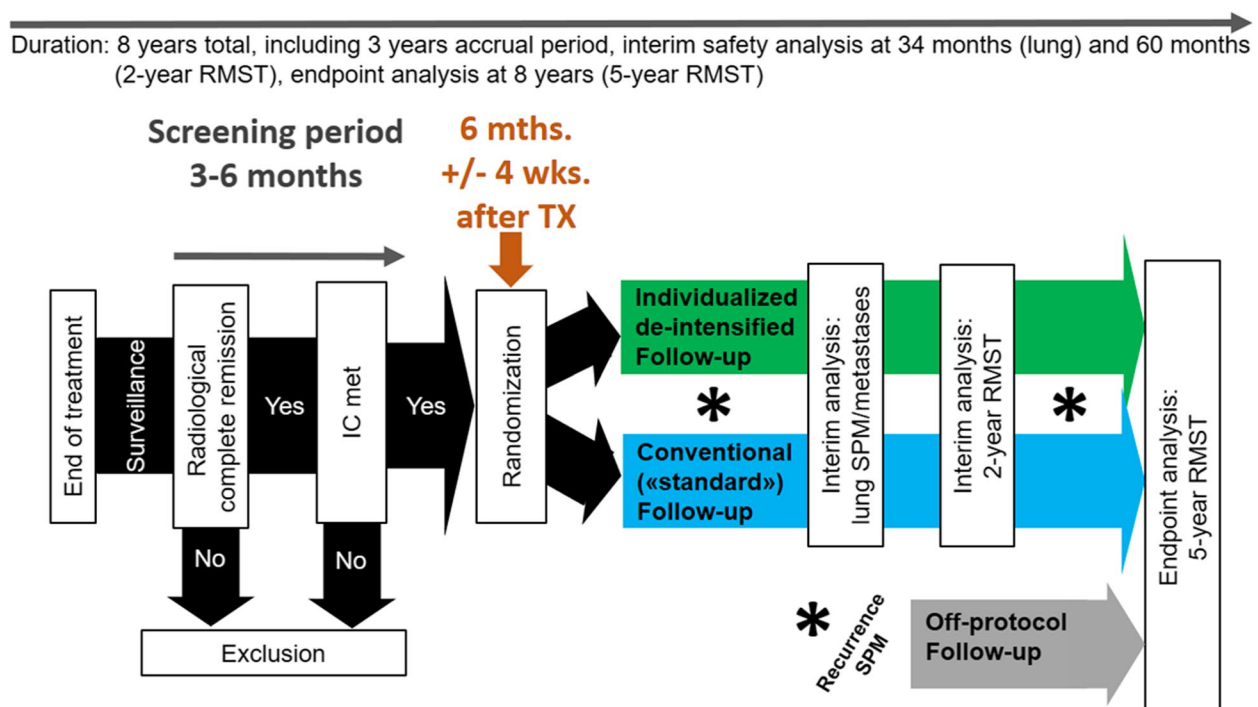 Duration: 8 years total, including 3 years accrual period, interim safety analysis at 34 months (lung) and 60 months
(2-year RMST), endpoint analysis at 8 years (5-year RMST)
Screening period
3-6 months
6 mths.
+/- 4 wks.
after TX
End of treatment
Surveillance
Radiological
complete remission
Yes
IC met
Yes
Randomization
Individualized
de-intensified
Follow-up
*
Conventional
(«standard»)
Follow-up
Interim analysis:
lung SPM/metastases
Interim analysis:
2-year RMST
*
Endpoint analysis:
5-year RMST
No
No
Exclusion
*
Recurrence
SPM
Off-protocol
Follow-up